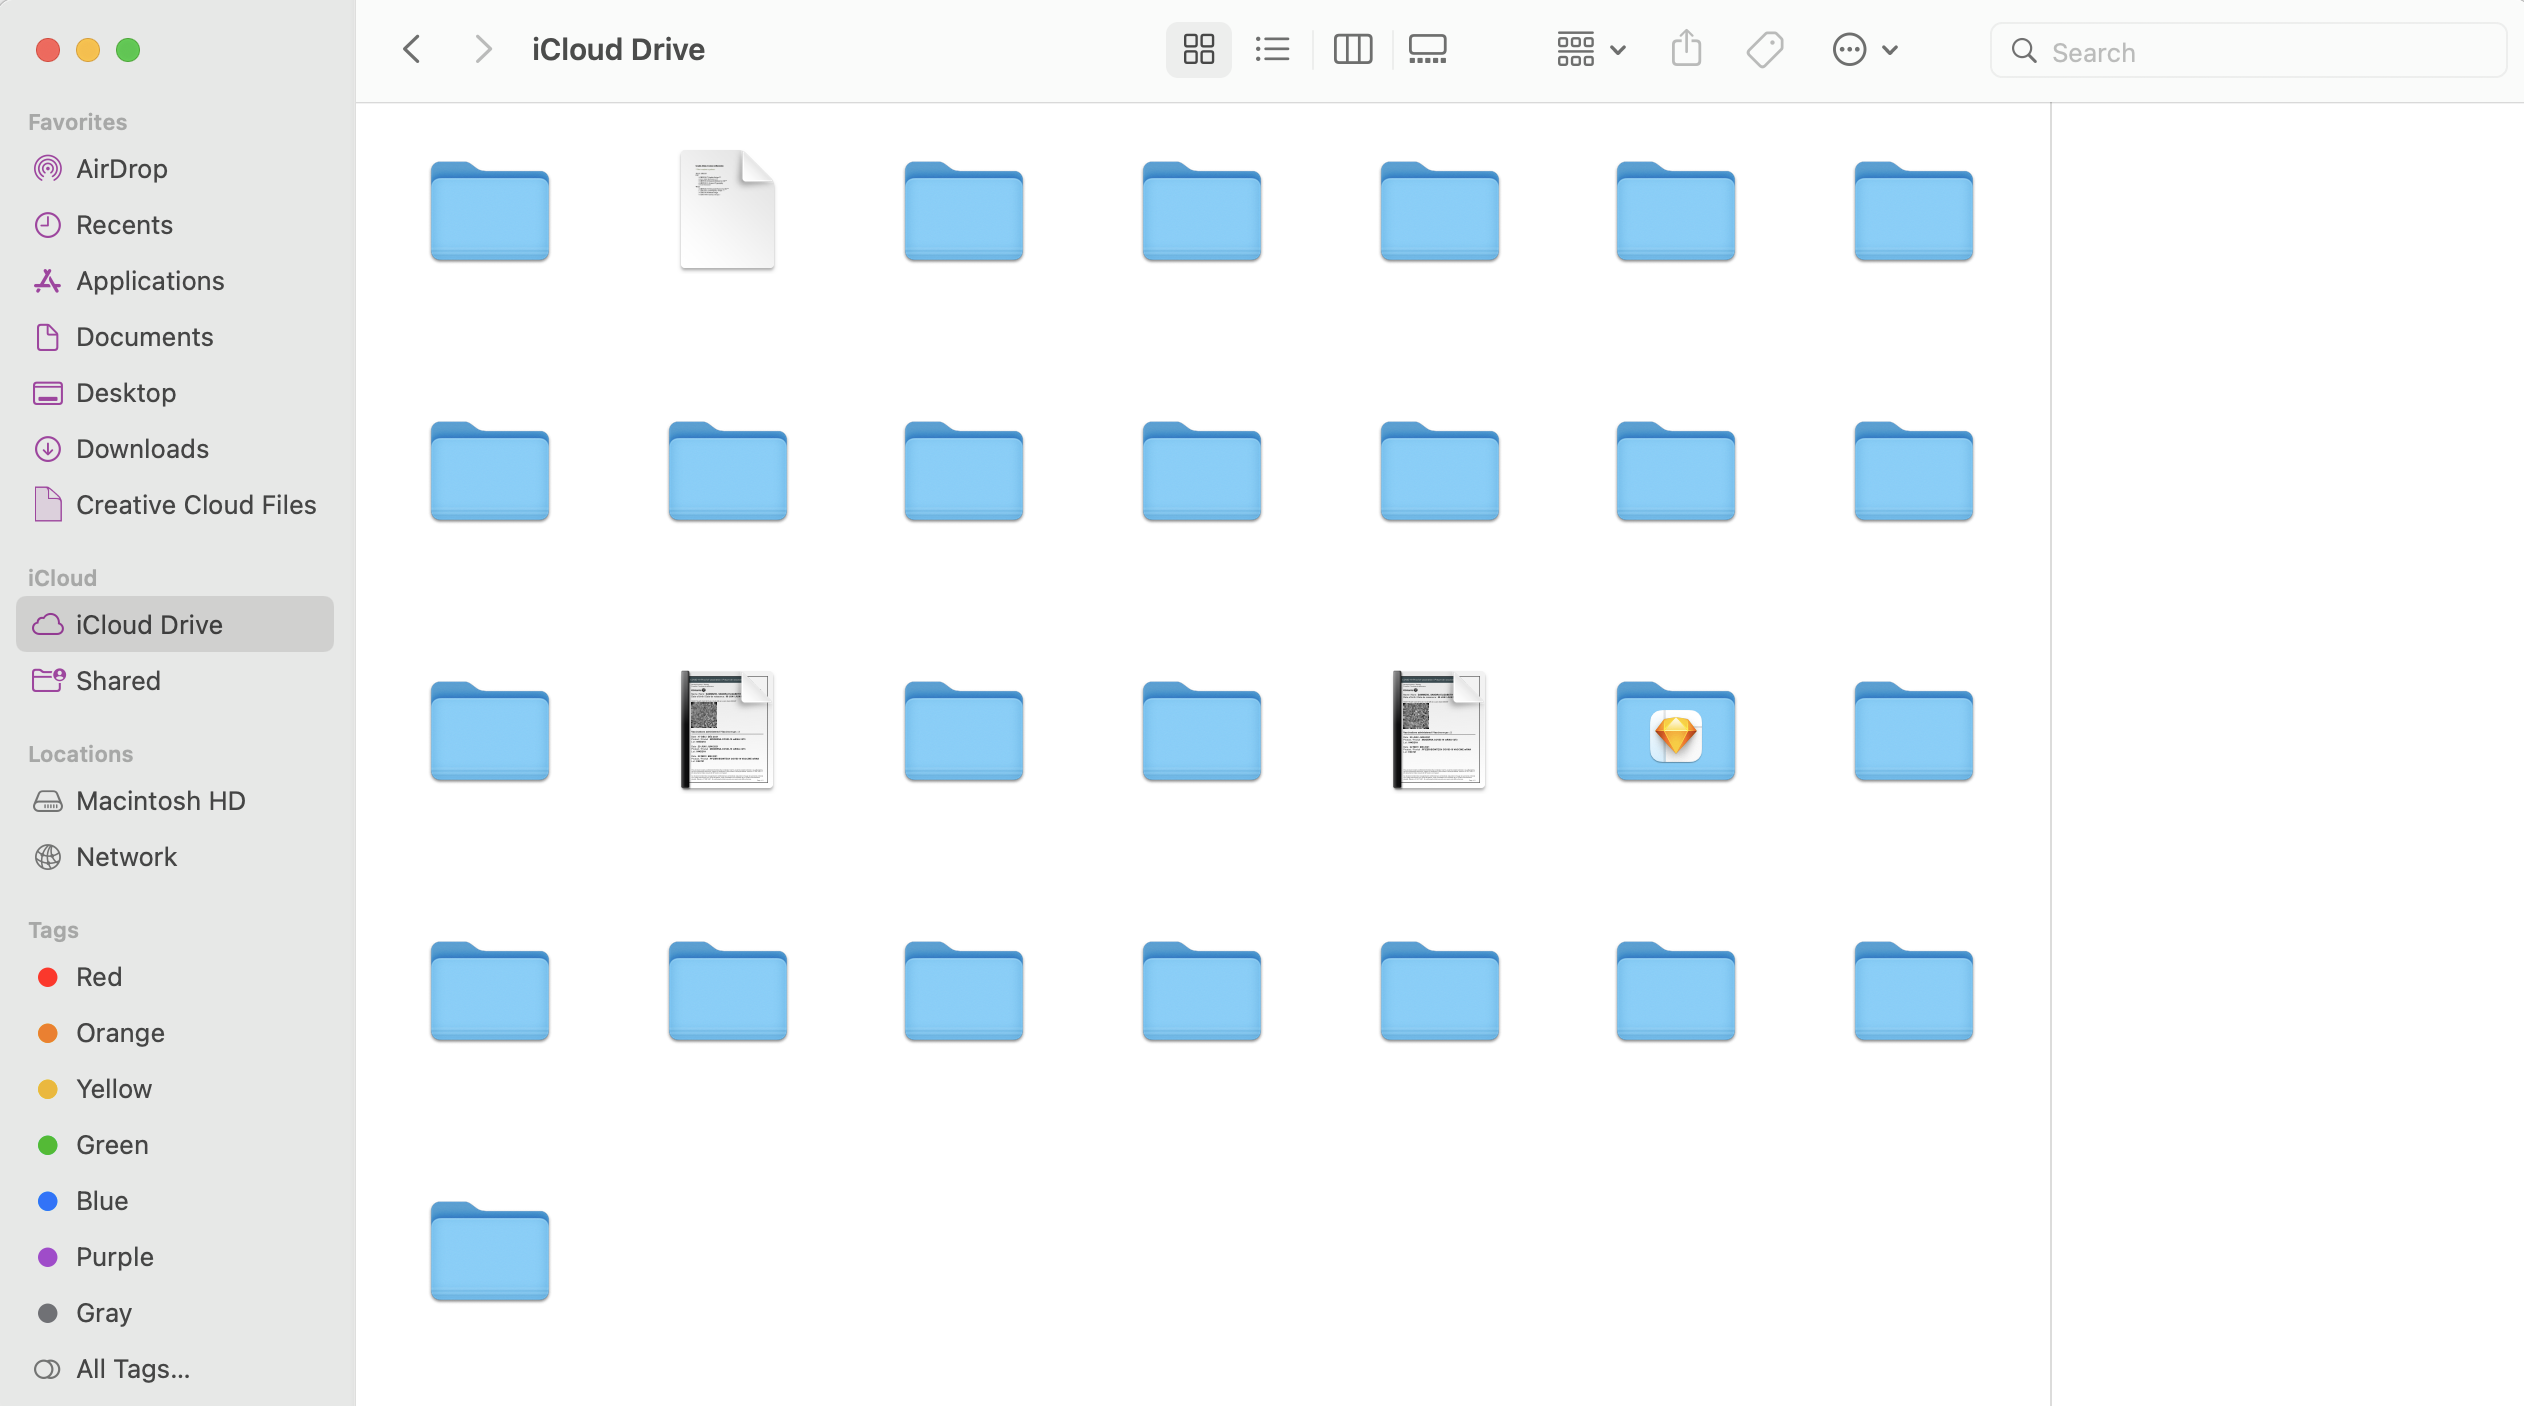 iCloud Drive
Search
Favorites
AirDrop
Recents
Applications
Documents
Desktop
Downloads
Creative Cloud Files
iCloud
iCloud Drive
Shared
Locations
Macintosh HD
Network
Tags
Red
Orange
Yellow
Green
Blue
Purple
Gray
All Tags...